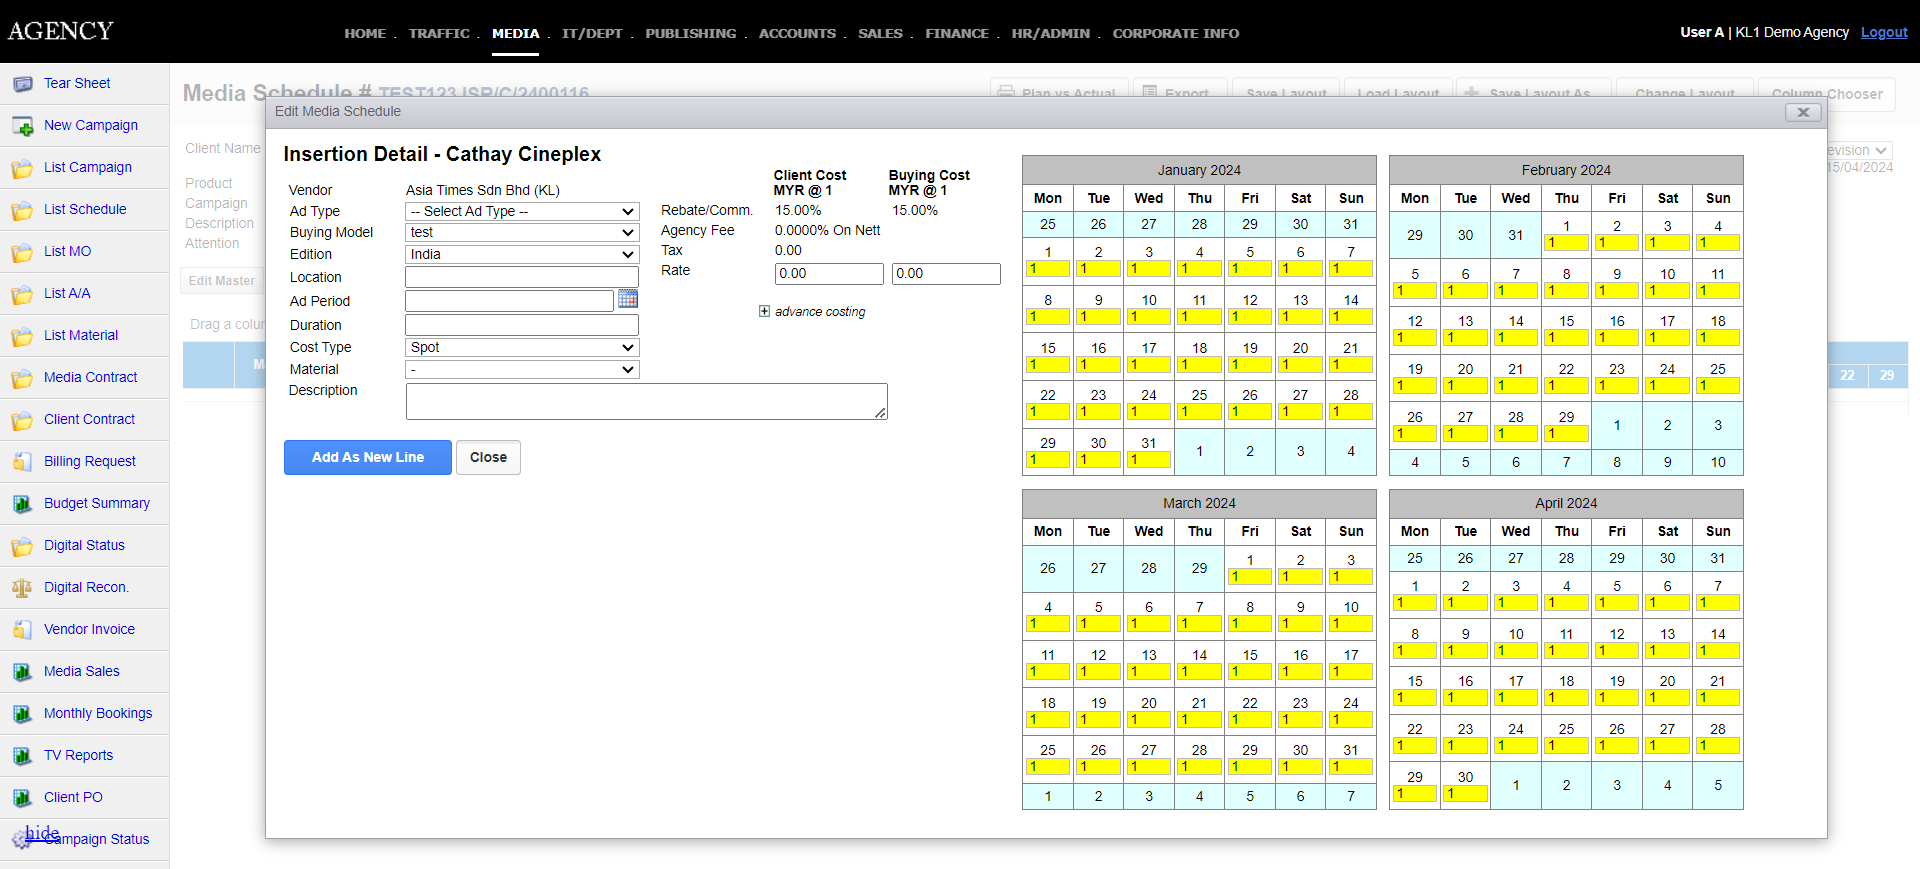 AGENCY
HOME . TRAFFIC . MEDIA . IT/DEPT . PUBLISHING . ACCOUNTS . SALES . FINANCE . HR/ADMIN . CORPORATE INFO
User A | KL1 Demo Agency Logout
Tear Sheet
New Campaign
List Campaign
List Schedule
List MO
List A/A
List Material
Media Contract
Client Contract
Billing Request
Budget Summary
Digital Status
Digital Recon.
Vendor Invoice
Media Sales
Monthly Bookings
TV Reports
Client PO
hide
Campaign Status
Media Schedule # TEST123 ISR/C/2400116
Plan vs Actual Export Save Layout Load Layout Save Layout As Change Layout Column Chooser
Client Name
Product
Campaign
Description
Attention
Edit Master
Drag a colu
evision
15/04/2024
22 29
Edit Media Schedule
Insertion Detail - Cathay Cineplex
Vendor Asia Times Sdn Bhd (KL)
Ad Type -- Select Ad Type --
Buying Model test
Edition India
Location
Ad Period
Duration
Cost Type Spot
Material -
Description
Client Cost Buying Cost
MYR @ 1 MYR @ 1
Rebate/Comm. 15.00% 15.00%
Agency Fee 0.0000% On Nett
Tax 0.00
Rate 0.00 0.00
advance costing
Add As New Line Close
January 2024
Mon Tue Wed Thu Fri Sat Sun
25 26 27 28 29 30 31
1 2 3 4 5 6 7
1 1 1 1 1 1 1
8 9 10 11 12 13 14
1 1 1 1 1 1 1
15 16 17 18 19 20 21
1 1 1 1 1 1 1
22 23 24 25 26 27 28
1 1 1 1 1 1 1
29 30 31 1 2 3 4
1 1 1
February 2024
Mon Tue Wed Thu Fri Sat Sun
29 30 31 1 2 3 4
1 1 1 1
5 6 7 8 9 10 11
1 1 1 1 1 1 1
12 13 14 15 16 17 18
1 1 1 1 1 1 1
19 20 21 22 23 24 25
1 1 1 1 1 1 1
26 27 28 29 1 2 3
1 1 1 1
4 5 6 7 8 9 10
March 2024
Mon Tue Wed Thu Fri Sat Sun
26 27 28 29 1 2 3
1 1 1
4 5 6 7 8 9 10
1 1 1 1 1 1 1
11 12 13 14 15 16 17
1 1 1 1 1 1 1
18 19 20 21 22 23 24
1 1 1 1 1 1 1
25 26 27 28 29 30 31
1 1 1 1 1 1 1
1 2 3 4 5 6 7
April 2024
Mon Tue Wed Thu Fri Sat Sun
25 26 27 28 29 30 31
1 2 3 4 5 6 7
1 1 1 1 1 1 1
8 9 10 11 12 13 14
1 1 1 1 1 1 1
15 16 17 18 19 20 21
1 1 1 1 1 1 1
22 23 24 25 26 27 28
1 1 1 1 1 1 1
29 30 1 2 3 4 5
1 1